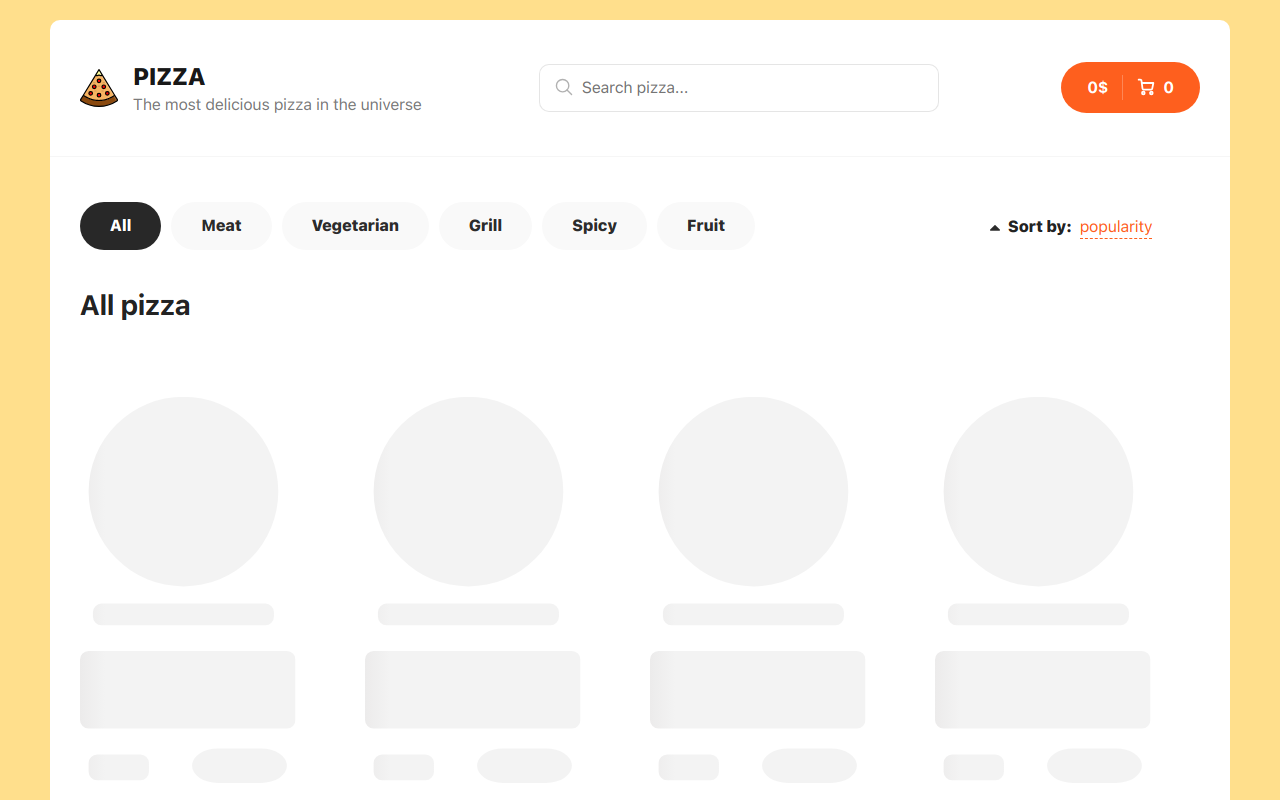 PIZZA
The most delicious pizza in the universe
Search pizza...
0$ 0
All Meat Vegetarian Grill Spicy Fruit
Sort by: popularity
All pizza